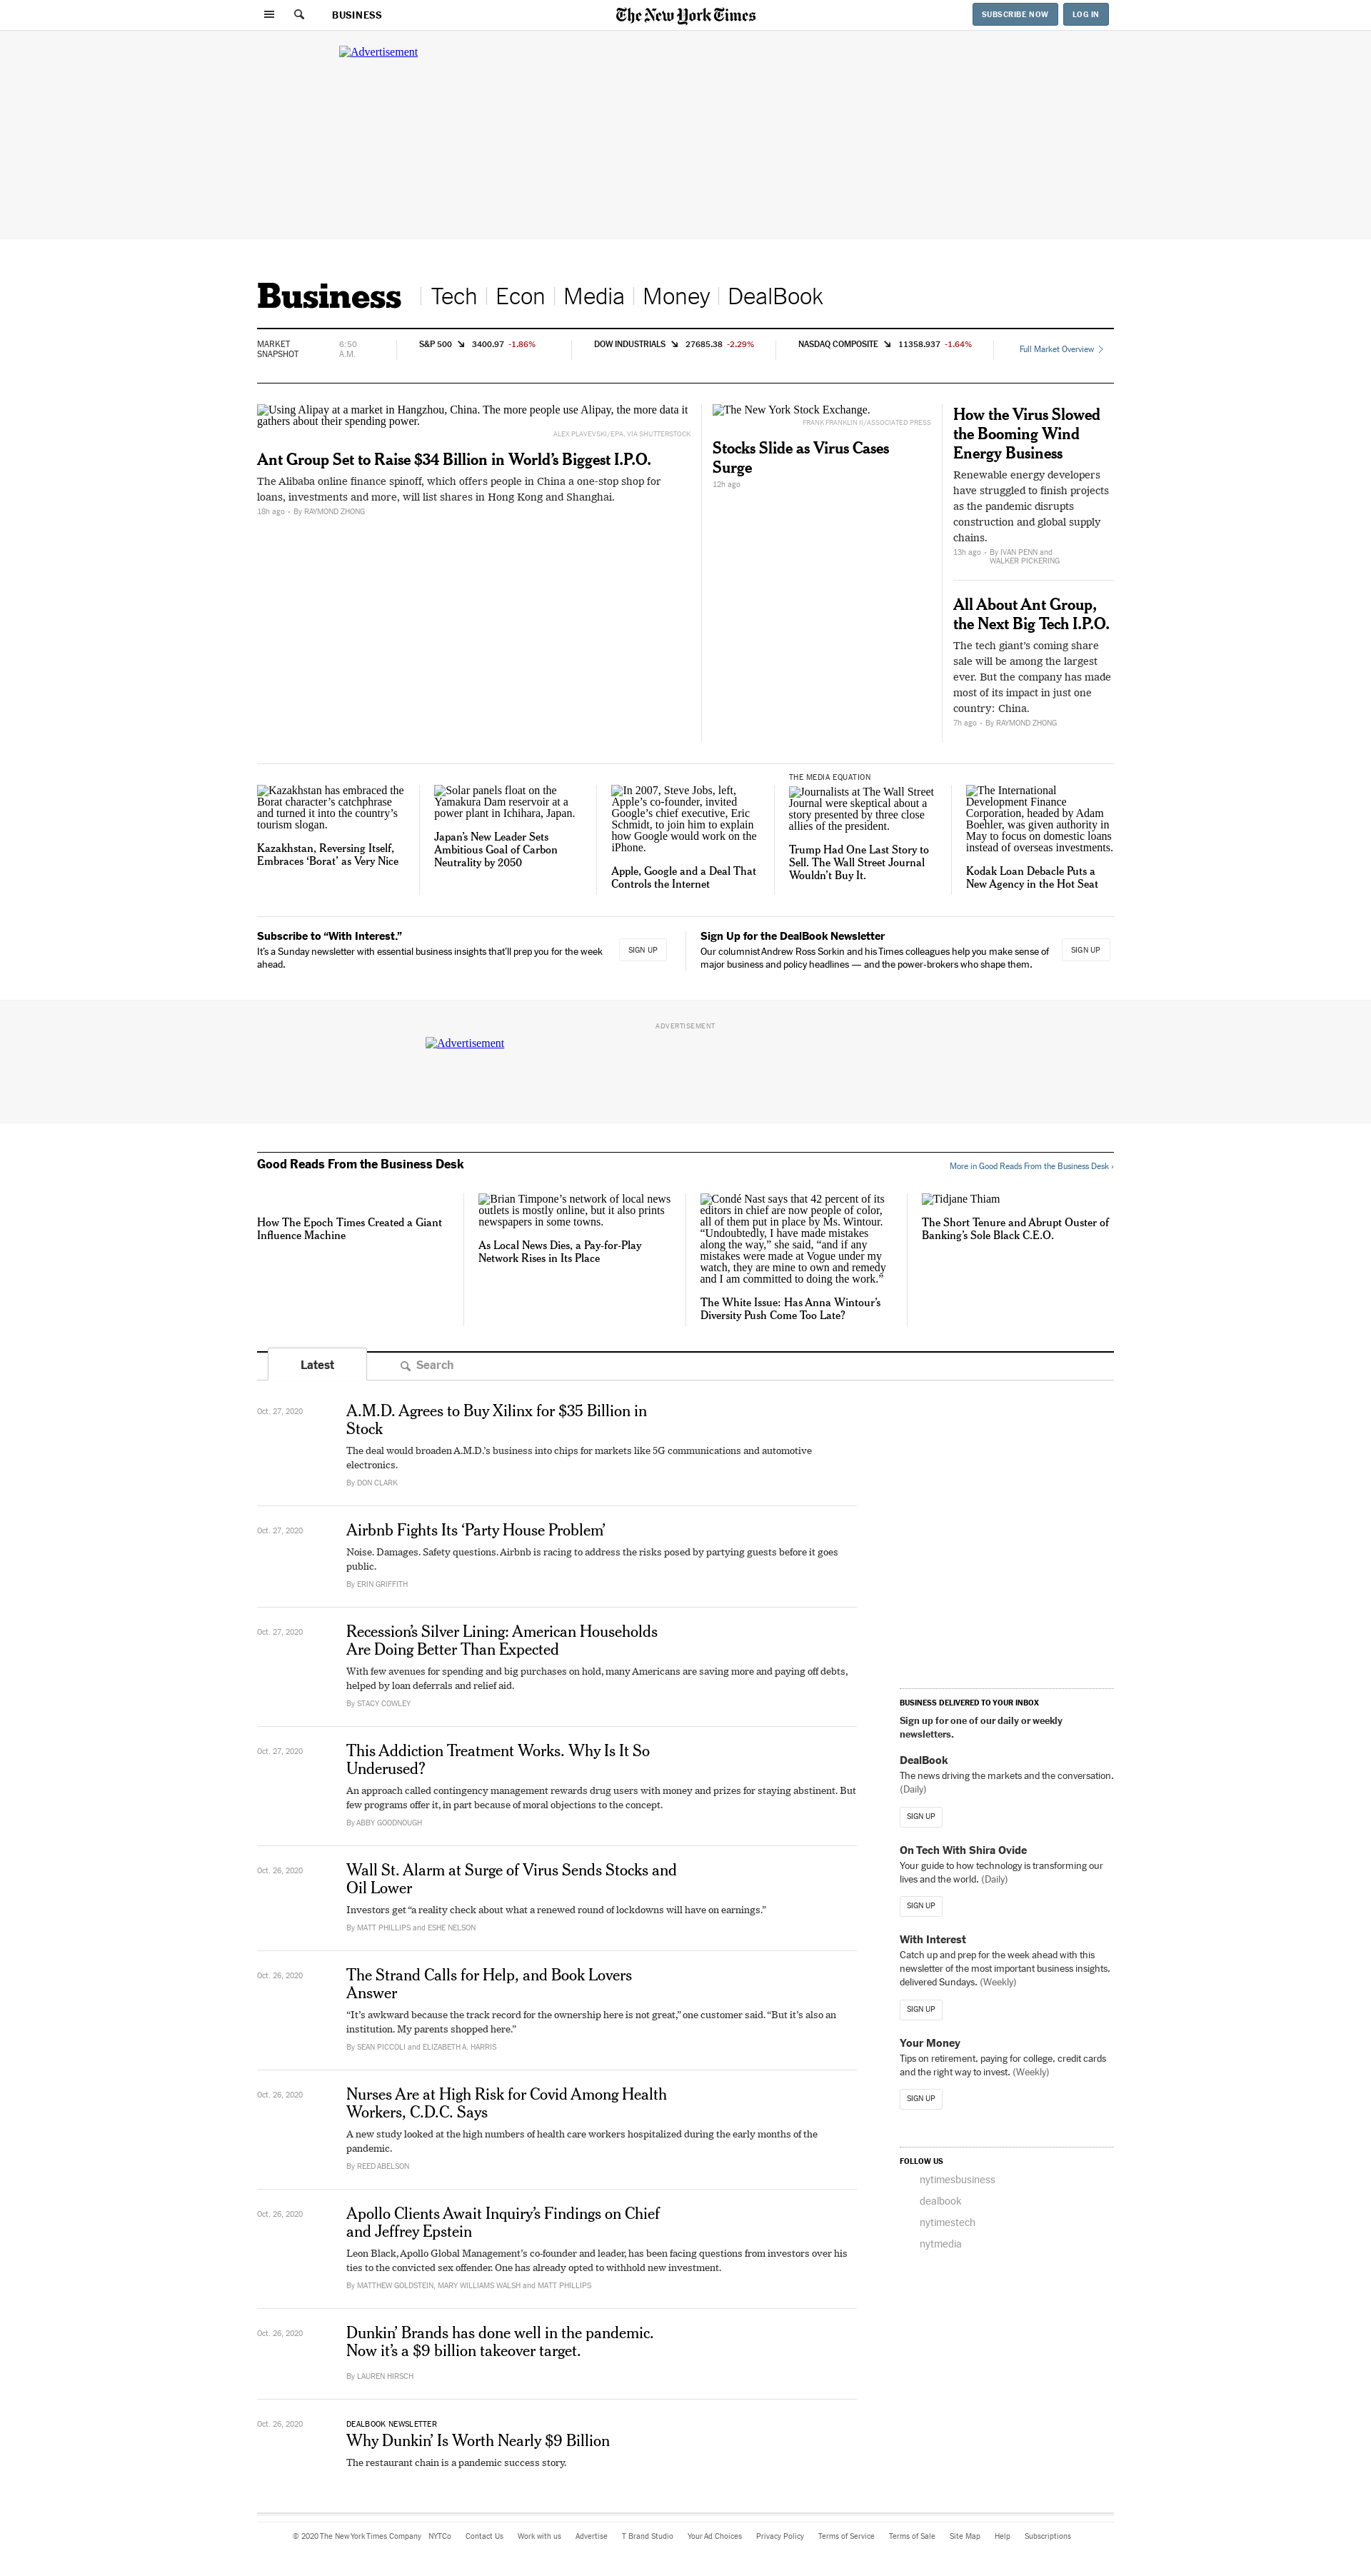 BUSINESS
The New York Times
SUBSCRIBE NOW
LOG IN
Advertisement
Business
Tech
Econ
Media
Money
DealBook
MARKET
SNAPSHOT
6:50
A.M.
S&P 500 3400.97 -1.86%
DOW INDUSTRIALS 27685.38 -2.29%
NASDAQ COMPOSITE 11358.937 -1.64%
Full Market Overview
Using Alipay at a market in Hangzhou, China. The more people use Alipay, the more data it
gathers about their spending power.
ALEX PLAVEVSKI/EPA, VIA SHUTTERSTOCK
Ant Group Set to Raise $34 Billion in World’s Biggest I.P.O.
The Alibaba online finance spinoff, which offers people in China a one-stop shop for
loans, investments and more, will list shares in Hong Kong and Shanghai.
18h ago • By RAYMOND ZHONG
The New York Stock Exchange.
FRANK FRANKLIN II/ASSOCIATED PRESS
Stocks Slide as Virus Cases
Surge
12h ago
How the Virus Slowed
the Booming Wind
Energy Business
Renewable energy developers
have struggled to finish projects
as the pandemic disrupts
construction and global supply
chains.
13h ago • By IVAN PENN and
WALKER PICKERING
All About Ant Group,
the Next Big Tech I.P.O.
The tech giant’s coming share
sale will be among the largest
ever. But the company has made
most of its impact in just one
country: China.
7h ago • By RAYMOND ZHONG
Kazakhstan has embraced the
Borat character’s catchphrase
and turned it into the country’s
tourism slogan.
Kazakhstan, Reversing Itself,
Embraces ‘Borat’ as Very Nice
Solar panels float on the
Yamakura Dam reservoir at a
power plant in Ichihara, Japan.
Japan’s New Leader Sets
Ambitious Goal of Carbon
Neutrality by 2050
In 2007, Steve Jobs, left,
Apple’s co-founder, invited
Google’s chief executive, Eric
Schmidt, to join him to explain
how Google would work on the
iPhone.
Apple, Google and a Deal That
Controls the Internet
THE MEDIA EQUATION
Journalists at The Wall Street
Journal were skeptical about a
story presented by three close
allies of the president.
Trump Had One Last Story to
Sell. The Wall Street Journal
Wouldn’t Buy It.
The International
Development Finance
Corporation, headed by Adam
Boehler, was given authority in
May to focus on domestic loans
instead of overseas investments.
Kodak Loan Debacle Puts a
New Agency in the Hot Seat
Subscribe to “With Interest.”
It’s a Sunday newsletter with essential business insights that’ll prep you for the week
ahead.
SIGN UP
Sign Up for the DealBook Newsletter
Our columnist Andrew Ross Sorkin and his Times colleagues help you make sense of
major business and policy headlines — and the power-brokers who shape them.
SIGN UP
ADVERTISEMENT
Advertisement
Good Reads From the Business Desk
More in Good Reads From the Business Desk ›
How The Epoch Times Created a Giant
Influence Machine
Brian Timpone’s network of local news
outlets is mostly online, but it also prints
newspapers in some towns.
As Local News Dies, a Pay-for-Play
Network Rises in Its Place
Condé Nast says that 42 percent of its
editors in chief are now people of color,
all of them put in place by Ms. Wintour.
“Undoubtedly, I have made mistakes
along the way,” she said, “and if any
mistakes were made at Vogue under my
watch, they are mine to own and remedy
and I am committed to doing the work.”
The White Issue: Has Anna Wintour’s
Diversity Push Come Too Late?
Tidjane Thiam
The Short Tenure and Abrupt Ouster of
Banking’s Sole Black C.E.O.
Latest
Search
Oct. 27, 2020
A.M.D. Agrees to Buy Xilinx for $35 Billion in
Stock
The deal would broaden A.M.D.’s business into chips for markets like 5G communications and automotive
electronics.
By DON CLARK
Oct. 27, 2020
Airbnb Fights Its ‘Party House Problem’
Noise. Damages. Safety questions. Airbnb is racing to address the risks posed by partying guests before it goes
public.
By ERIN GRIFFITH
Oct. 27, 2020
Recession’s Silver Lining: American Households
Are Doing Better Than Expected
With few avenues for spending and big purchases on hold, many Americans are saving more and paying off debts,
helped by loan deferrals and relief aid.
By STACY COWLEY
Oct. 27, 2020
This Addiction Treatment Works. Why Is It So
Underused?
An approach called contingency management rewards drug users with money and prizes for staying abstinent. But
few programs offer it, in part because of moral objections to the concept.
By ABBY GOODNOUGH
Oct. 26, 2020
Wall St. Alarm at Surge of Virus Sends Stocks and
Oil Lower
Investors get “a reality check about what a renewed round of lockdowns will have on earnings.”
By MATT PHILLIPS and ESHE NELSON
Oct. 26, 2020
The Strand Calls for Help, and Book Lovers
Answer
“It’s awkward because the track record for the ownership here is not great,” one customer said. “But it’s also an
institution. My parents shopped here.”
By SEAN PICCOLI and ELIZABETH A. HARRIS
Oct. 26, 2020
Nurses Are at High Risk for Covid Among Health
Workers, C.D.C. Says
A new study looked at the high numbers of health care workers hospitalized during the early months of the
pandemic.
By REED ABELSON
Oct. 26, 2020
Apollo Clients Await Inquiry’s Findings on Chief
and Jeffrey Epstein
Leon Black, Apollo Global Management’s co-founder and leader, has been facing questions from investors over his
ties to the convicted sex offender. One has already opted to withhold new investment.
By MATTHEW GOLDSTEIN, MARY WILLIAMS WALSH and MATT PHILLIPS
Oct. 26, 2020
Dunkin’ Brands has done well in the pandemic.
Now it’s a $9 billion takeover target.
By LAUREN HIRSCH
Oct. 26, 2020
DEALBOOK NEWSLETTER
Why Dunkin’ Is Worth Nearly $9 Billion
The restaurant chain is a pandemic success story.
BUSINESS DELIVERED TO YOUR INBOX
Sign up for one of our daily or weekly
newsletters.
DealBook
The news driving the markets and the conversation.
(Daily)
SIGN UP
On Tech With Shira Ovide
Your guide to how technology is transforming our
lives and the world. (Daily)
SIGN UP
With Interest
Catch up and prep for the week ahead with this
newsletter of the most important business insights,
delivered Sundays. (Weekly)
SIGN UP
Your Money
Tips on retirement, paying for college, credit cards
and the right way to invest. (Weekly)
SIGN UP
FOLLOW US
nytimesbusiness
dealbook
nytimestech
nytmedia
© 2020 The New York Times Company NYTCo Contact Us Work with us Advertise T Brand Studio Your Ad Choices Privacy Policy Terms of Service Terms of Sale Site Map Help Subscriptions